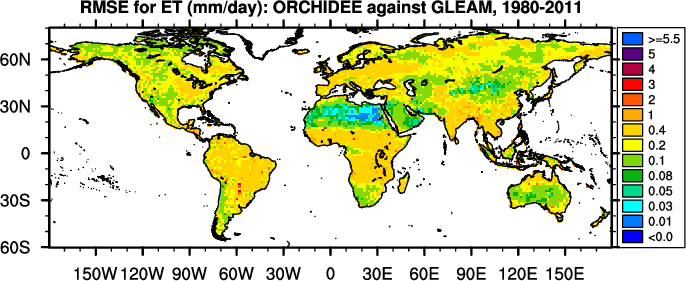 RMSE for ET (mm/day): ORCHIDEE against GLEAM, 1980-2011
60N
30N
0
30S
60S
150W 120W 90W 60W 30W 0 30E 60E 90E 120E 150E
>=5.5
5
4
3
2
1
0.4
0.2
0.1
0.08
0.05
0.03
0.01
<0.0